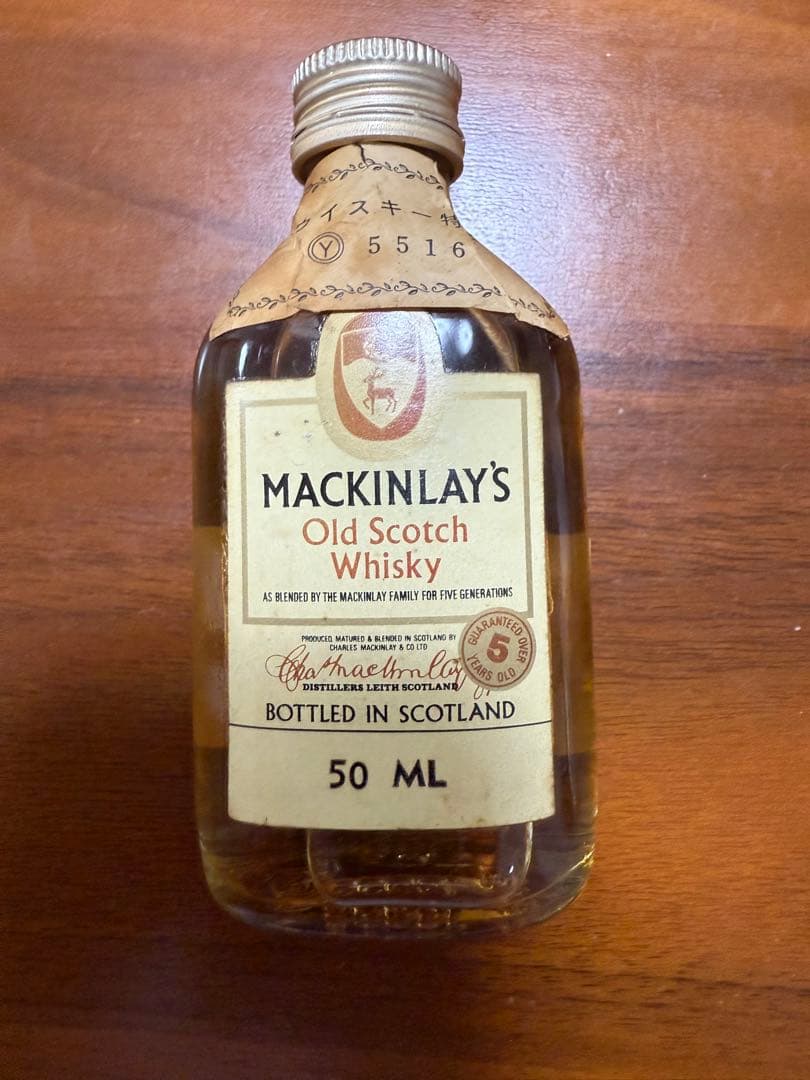 ウイスキー特
Ⓨ 5516
MACKINLAY'S
Old Scotch
Whisky
AS BLENDED BY THE MACKINLAY FAMILY FOR FIVE GENERATIONS
PRODUCED, MATURED & BLENDED IN SCOTLAND BY
CHARLES MACKINLAY & CO LTD
Chas Mackinlay
DISTILLERS LEITH SCOTLAND
GUARANTEED OVER
5
YEARS OLD
BOTTLED IN SCOTLAND
50 ML